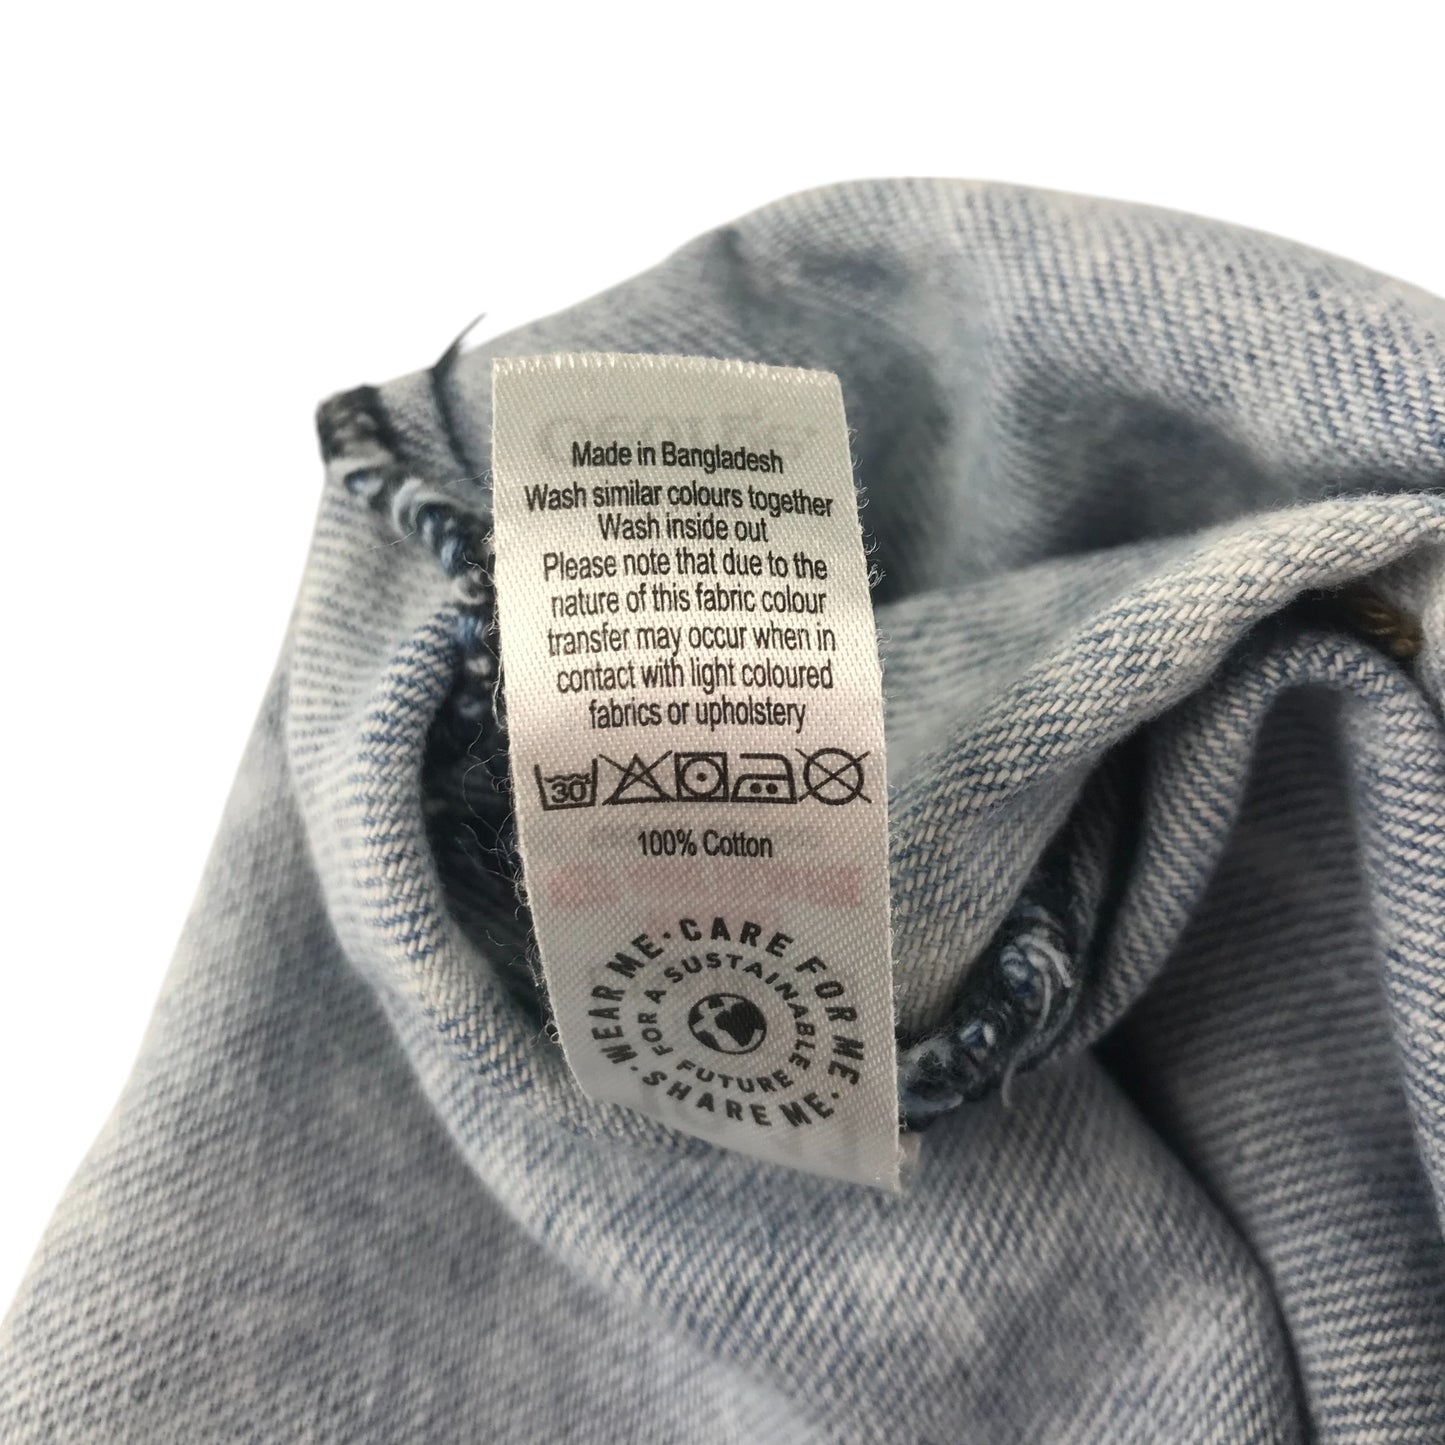 Made in Bangladesh
Wash similar colours together
Wash inside out
Please note that due to the
nature of this fabric colour
transfer may occur when in
contact with light coloured
fabrics or upholstery
30
100% Cotton
WEAR ME · CARE FOR ME · SHARE ME ·
FOR A SUSTAINABLE FUTURE